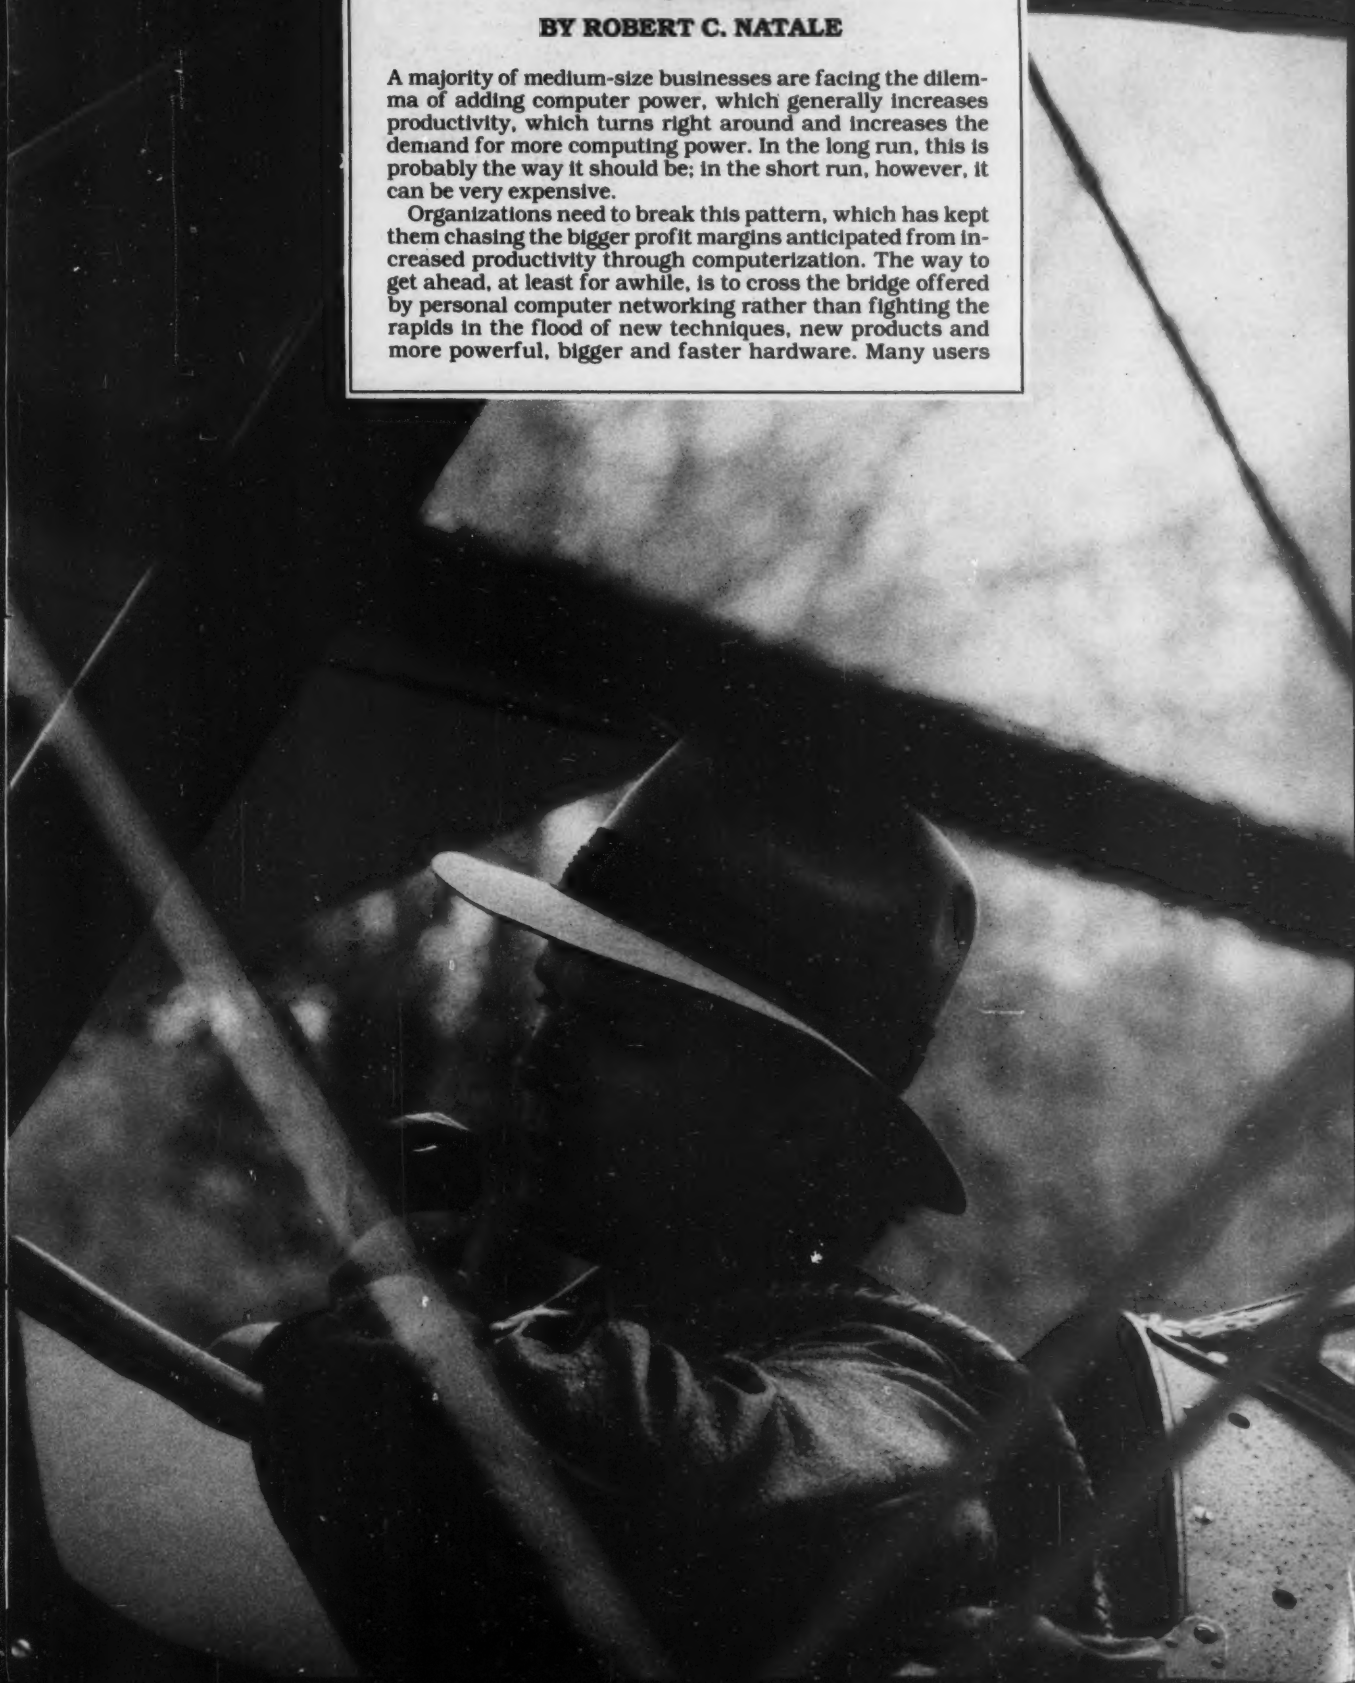 BY ROBERT C. NATALE
A majority of medium-size businesses are facing the dilem-
ma of adding computer power, which generally increases
productivity, which turns right around and increases the
demand for more computing power. In the long run, this is
probably the way it should be; in the short run, however, it
can be very expensive.
Organizations need to break this pattern, which has kept
them chasing the bigger profit margins anticipated from in-
creased productivity through computerization. The way to
get ahead, at least for awhile, is to cross the bridge offered
by personal computer networking rather than fighting the
rapids in the flood of new techniques, new products and
more powerful, bigger and faster hardware. Many users